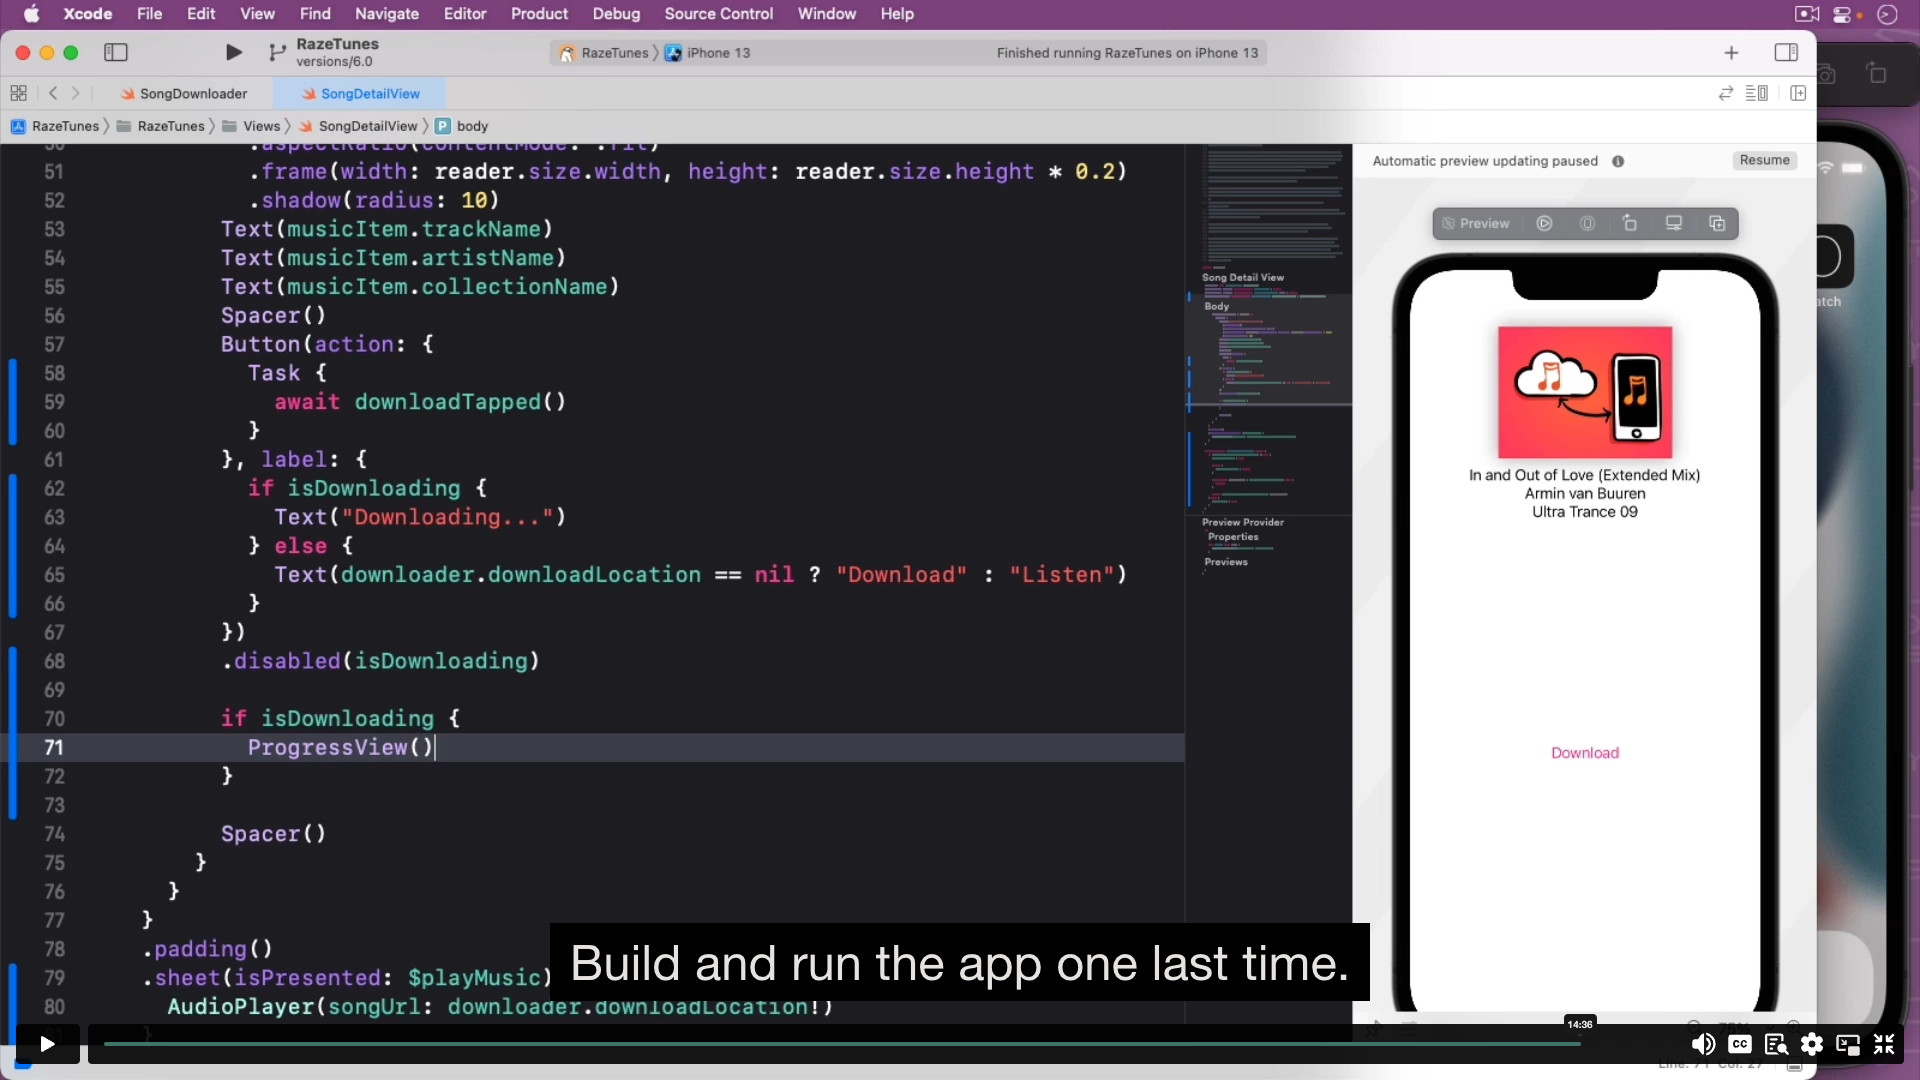 Xcode File Edit View Find Navigate Editor Product Debug Source Control Window Help
RazeTunes
versions/6.0
RazeTunes iPhone 13
Finished running RazeTunes on iPhone 13
SongDownloader
SongDetailView
RazeTunes RazeTunes Views SongDetailView P body
50 .aspectRatio(contentMode: .fit)
51 .frame(width: reader.size.width, height: reader.size.height * 0.2)
52 .shadow(radius: 10)
53 Text(musicItem.trackName)
54 Text(musicItem.artistName)
55 Text(musicItem.collectionName)
56 Spacer()
57 Button(action: {
58 Task {
59 await downloadTapped()
60 }
61 }, label: {
62 if isDownloading {
63 Text("Downloading...")
64 } else {
65 Text(downloader.downloadLocation == nil ? "Download" : "Listen")
66 }
67 })
68 .disabled(isDownloading)
69
70 if isDownloading {
71 ProgressView()
72 }
73
74 Spacer()
75 }
76 }
77 }
78 .padding()
79 .sheet(isPresented: $playMusic)
80 AudioPlayer(songUrl: downloader.downloadLocation!)
81 }
Song Detail View
Body
Preview Provider
Properties
Previews
Automatic preview updating paused
Resume
Preview
In and Out of Love (Extended Mix)
Armin van Buuren
Ultra Trance 09
Download
atch
Build and run the app one last time.
14:36
CC
75%
Line: 71 Col: 27